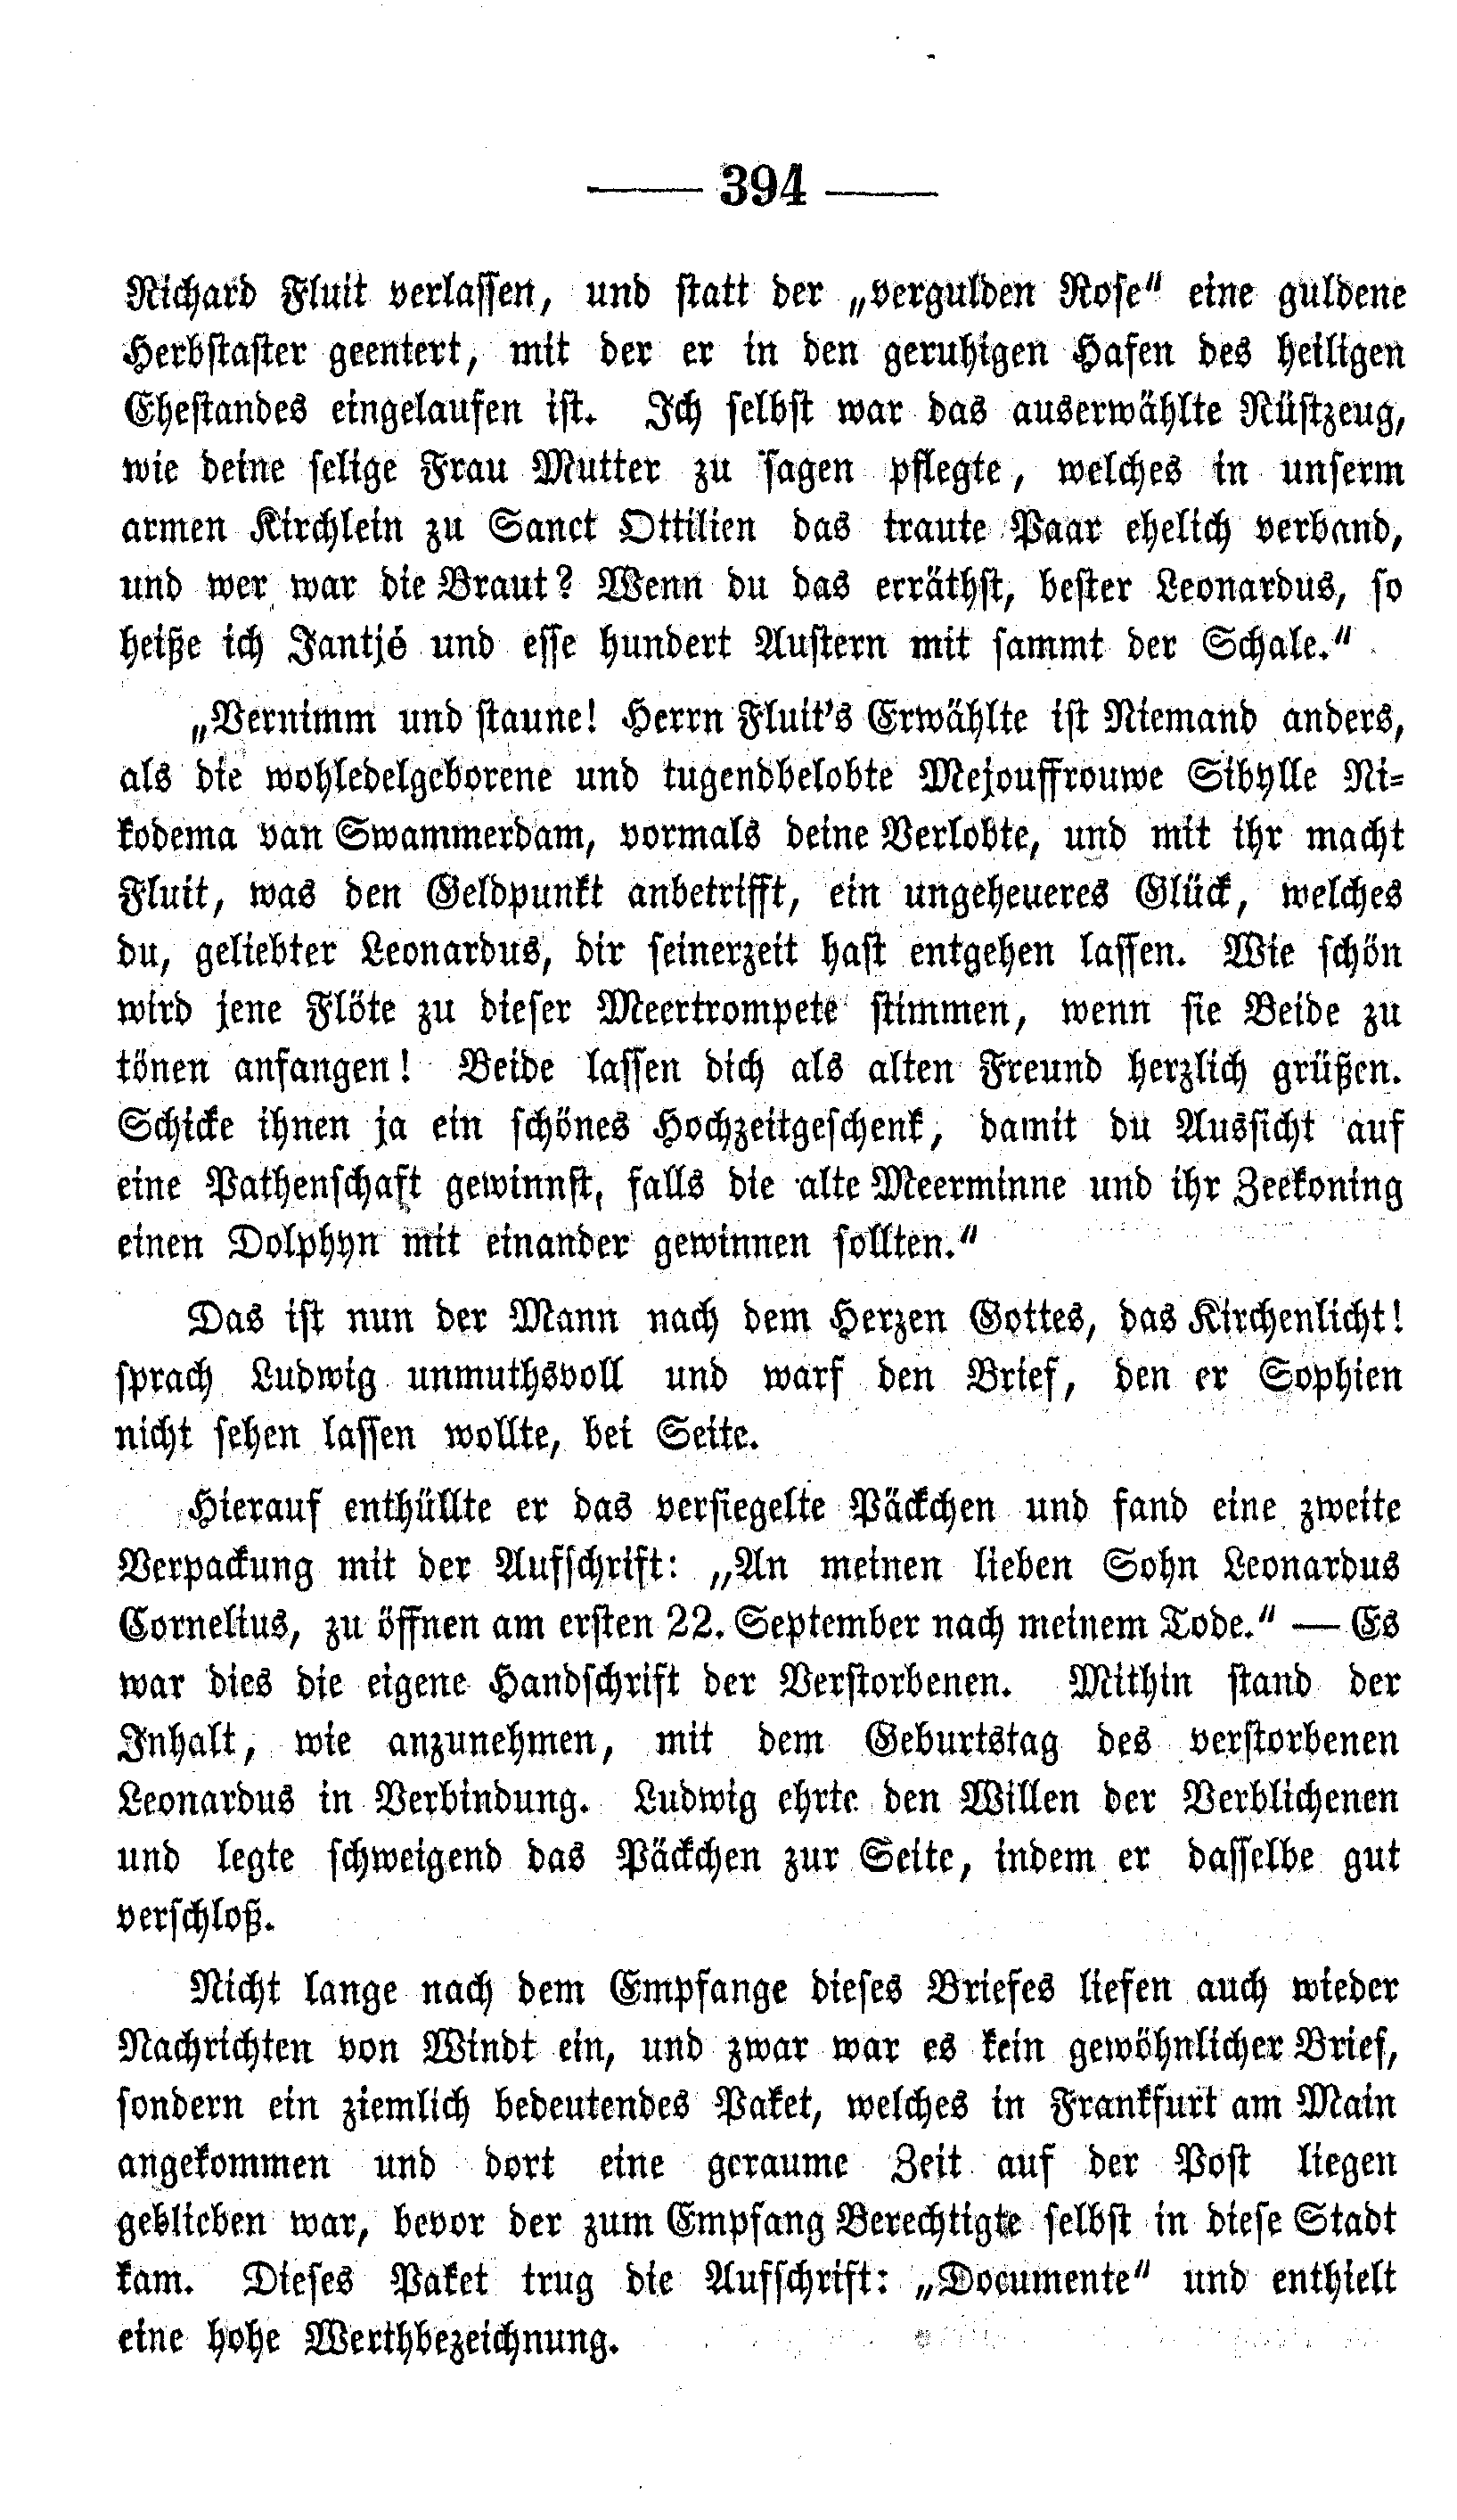 — 394 —
Richard Fluit verlassen, und statt der „vergulden Rose“ eine guldene
Herbstaster geentert, mit der er in den geruhigen Hafen des heiligen
Ehestandes eingelaufen ist. Ich selbst war das auserwählte Rüstzeug,
wie deine selige Frau Mutter zu sagen pflegte, welches in unserm
armen Kirchlein zu Sanct Ottilien das traute Paar ehelich verband,
und wer war die Braut? Wenn du das erräthst, bester Leonardus, so
heiße ich Jantjé und esse hundert Austern mit sammt der Schale.“
„Vernimm und staune! Herrn Fluit's Erwählte ist Niemand anders,
als die wohledelgeborene und tugendbelobte Mejouffrouwe Sibylle Ni-
kodema van Swammerdam, vormals deine Verlobte, und mit ihr macht
Fluit, was den Geldpunkt anbetrifft, ein ungeheueres Glück, welches
du, geliebter Leonardus, dir seinerzeit hast entgehen lassen. Wie schön
wird jene Flöte zu dieser Meertrompete stimmen, wenn sie Beide zu
tönen anfangen! Beide lassen dich als alten Freund herzlich grüßen.
Schicke ihnen ja ein schönes Hochzeitgeschenk, damit du Aussicht auf
eine Pathenschaft gewinnst, falls die alte Meerminne und ihr Zeekoning
einen Dolphyn mit einander gewinnen sollten.“
Das ist nun der Mann nach dem Herzen Gottes, das Kirchenlicht!
sprach Ludwig unmuthsvoll und warf den Brief, den er Sophien
nicht sehen lassen wollte, bei Seite.
Hierauf enthüllte er das versiegelte Päckchen und fand eine zweite
Verpackung mit der Aufschrift: „An meinen lieben Sohn Leonardus
Cornelius, zu öffnen am ersten 22. September nach meinem Tode.“ — Es
war dies die eigene Handschrift der Verstorbenen. Mithin stand der
Inhalt, wie anzunehmen, mit dem Geburtstag des verstorbenen
Leonardus in Verbindung. Ludwig ehrte den Willen der Verblichenen
und legte schweigend das Päckchen zur Seite, indem er dasselbe gut
verschloß.
Nicht lange nach dem Empfange dieses Briefes liefen auch wieder
Nachrichten von Windt ein, und zwar war es kein gewöhnlicher Brief,
sondern ein ziemlich bedeutendes Paket, welches in Frankfurt am Main
angekommen und dort eine geraume Zeit auf der Post liegen
geblieben war, bevor der zum Empfang Berechtigte selbst in diese Stadt
kam. Dieses Paket trug die Aufschrift: „Documente“ und enthielt
eine hohe Werthbezeichnung.